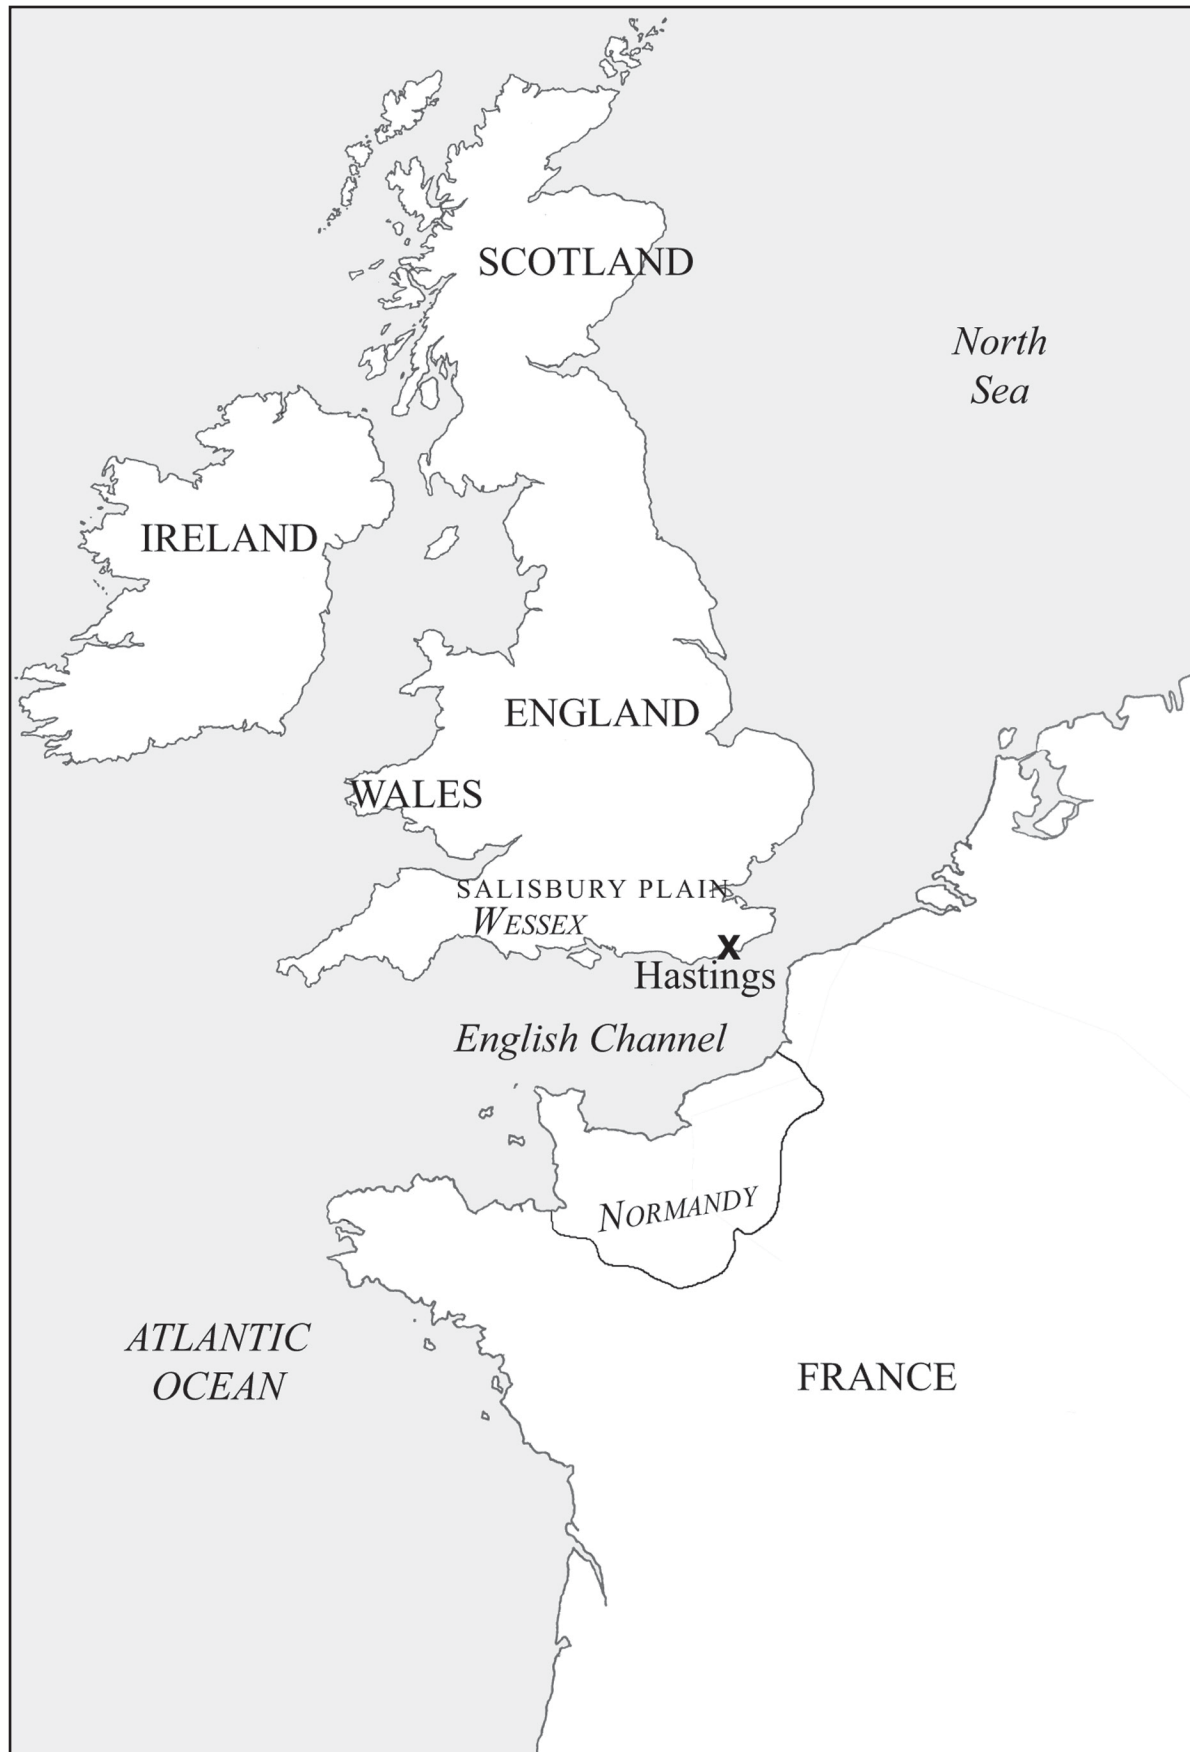 SCOTLAND
North
Sea
IRELAND
ENGLAND
WALES
SALISBURY PLAIN
WESSEX
X
Hastings
English Channel
NORMANDY
ATLANTIC
OCEAN
FRANCE